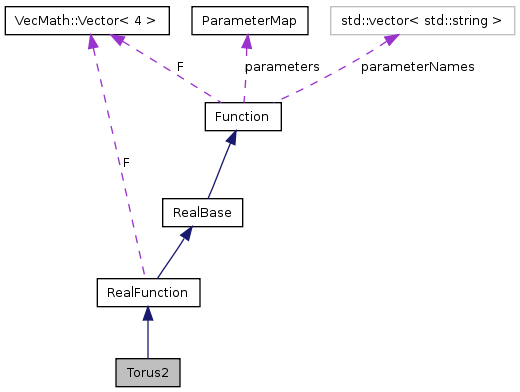 VecMath::Vector< 4 >
ParameterMap
std::vector< std::string >
F
parameters
parameterNames
Function
F
RealBase
RealFunction
Torus2